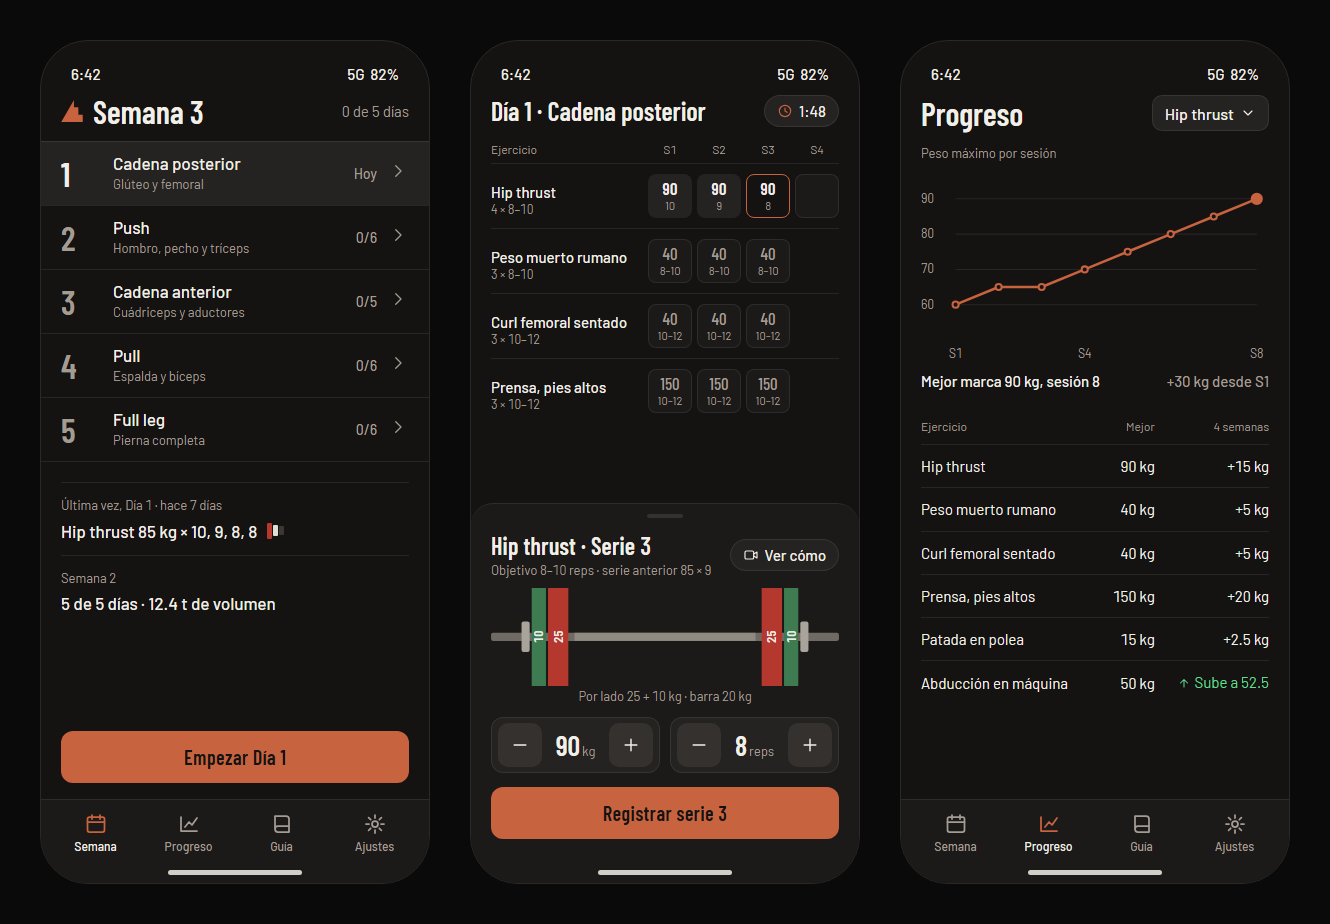 6:42 5G 82%
Semana 3 0 de 5 días
1 Cadena posterior Hoy
Glúteo y femoral
2 Push 0/6
Hombro, pecho y tríceps
3 Cadena anterior 0/5
Cuádriceps y aductores
4 Pull 0/6
Espalda y bíceps
5 Full leg 0/6
Pierna completa
Última vez, Día 1 · hace 7 días
Hip thrust 85 kg × 10, 9, 8, 8
Semana 2
5 de 5 días · 12.4 t de volumen
Empezar Día 1
Semana Progreso Guía Ajustes
6:42 5G 82%
Día 1 · Cadena posterior 1:48
Ejercicio S1 S2 S3 S4
Hip thrust 90 90 90
4 × 8–10 10 9 8
Peso muerto rumano 40 40 40
3 × 8–10 8–10 8–10 8–10
Curl femoral sentado 40 40 40
3 × 10–12 10–12 10–12 10–12
Prensa, pies altos 150 150 150
3 × 10–12 10–12 10–12 10–12
Hip thrust · Serie 3 Ver cómo
Objetivo 8–10 reps · serie anterior 85 × 9
10 25 25 10
Por lado 25 + 10 kg · barra 20 kg
− 90 kg + − 8 reps +
Registrar serie 3
6:42 5G 82%
Progreso Hip thrust
Peso máximo por sesión
90
80
70
60
S1 S4 S8
Mejor marca 90 kg, sesión 8 +30 kg desde S1
Ejercicio Mejor 4 semanas
Hip thrust 90 kg +15 kg
Peso muerto rumano 40 kg +5 kg
Curl femoral sentado 40 kg +5 kg
Prensa, pies altos 150 kg +20 kg
Patada en polea 15 kg +2.5 kg
Abducción en máquina 50 kg ↑ Sube a 52.5
Semana Progreso Guía Ajustes